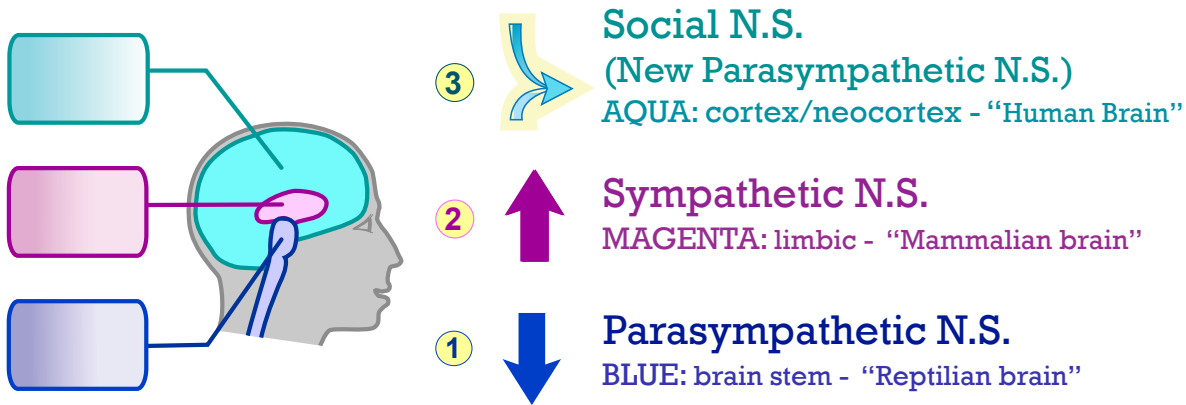 3
Social N.S.
(New Parasympathetic N.S.)
AQUA: cortex/neocortex - “Human Brain”
2
Sympathetic N.S.
MAGENTA: limbic - “Mammalian brain”
1
Parasympathetic N.S.
BLUE: brain stem - “Reptilian brain”